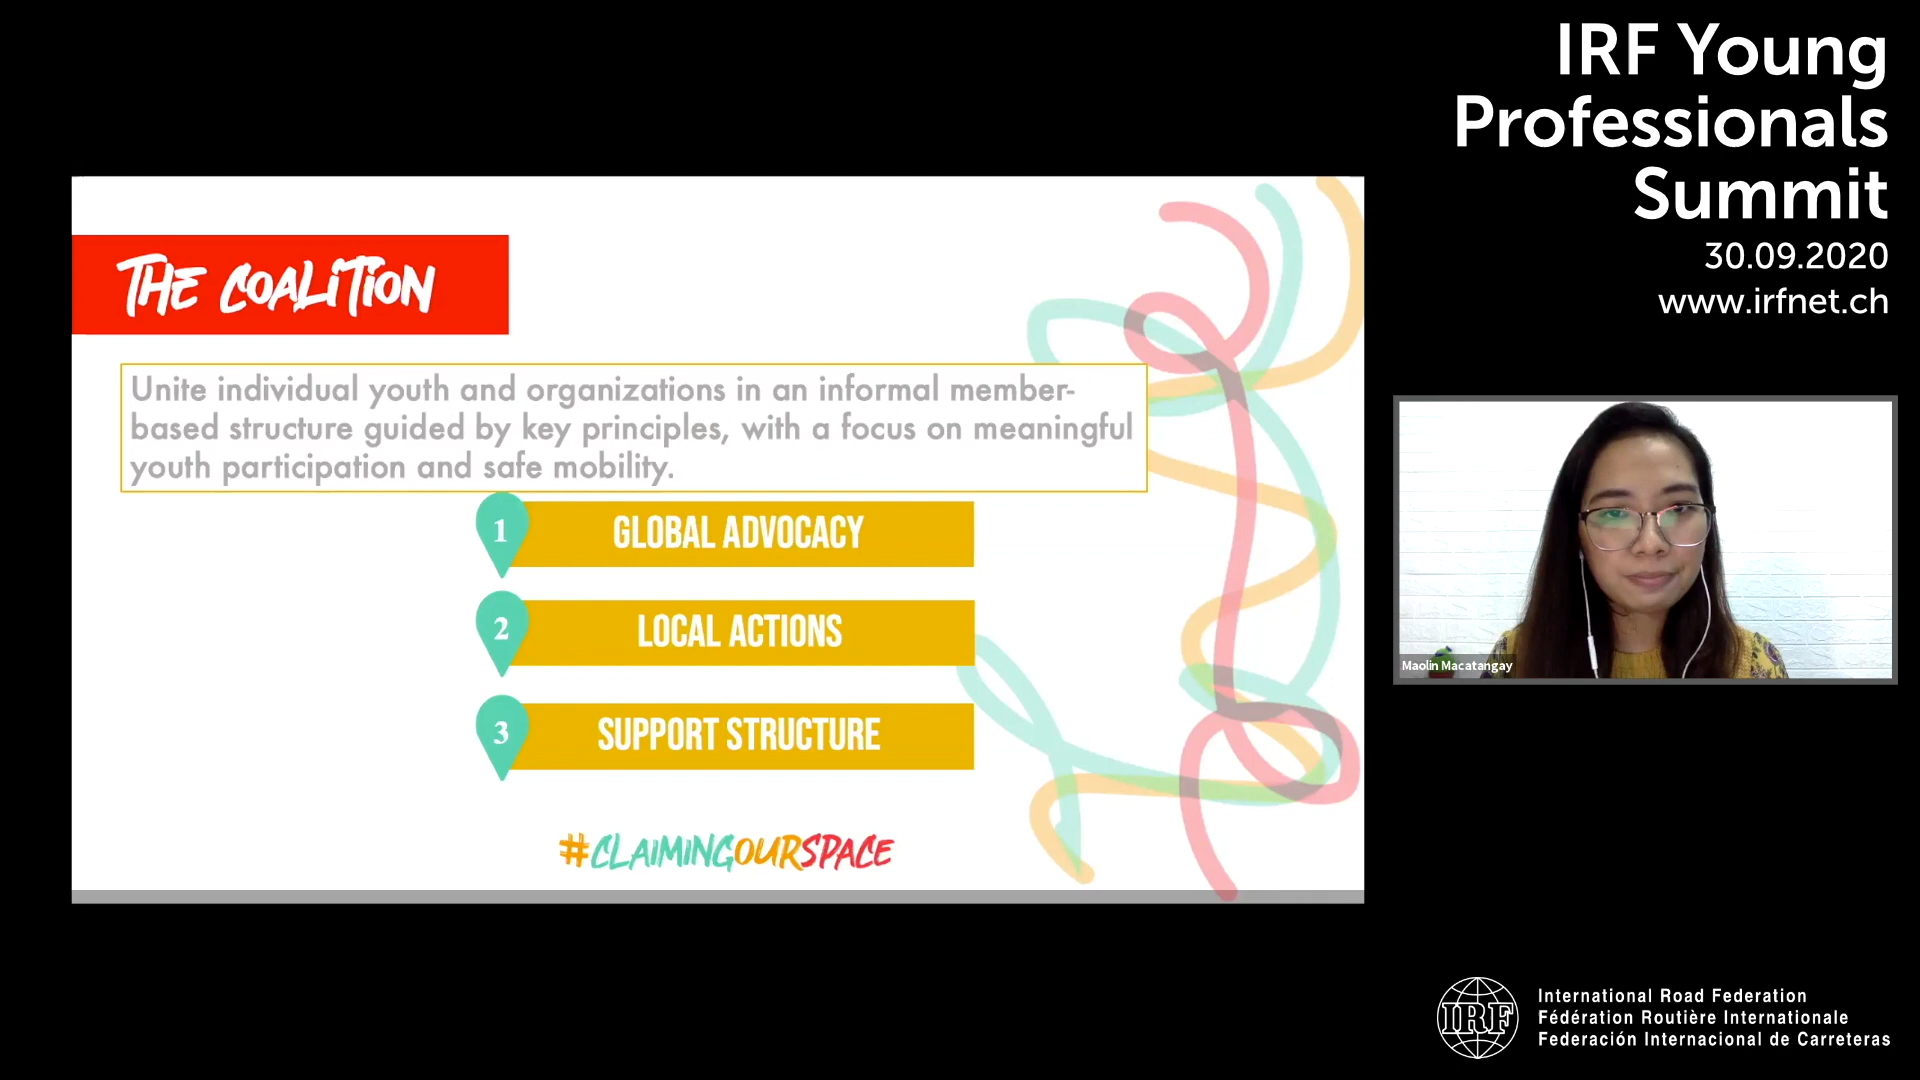 IRF Young
Professionals
Summit
30.09.2020
www.irfnet.ch
THE COALITION
Unite individual youth and organizations in an informal member-
based structure guided by key principles, with a focus on meaningful
youth participation and safe mobility.
1 GLOBAL ADVOCACY
2 LOCAL ACTIONS
3 SUPPORT STRUCTURE
#CLAIMINGOURSPACE
Maolin Macatangay
IRF
International Road Federation
Fédération Routière Internationale
Federación Internacional de Carreteras